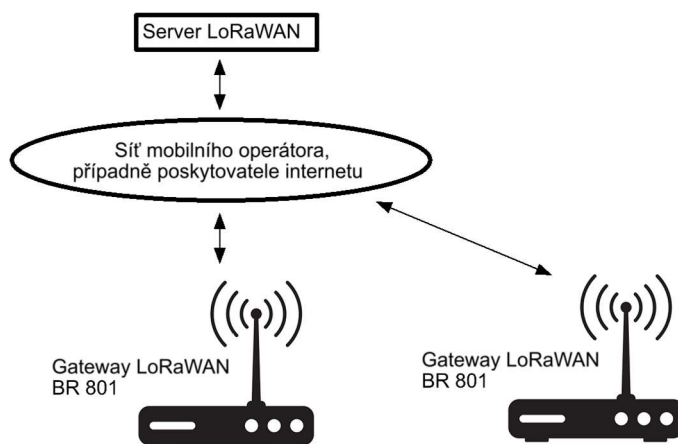 Server LoRaWAN
Síť mobilního operátora,
případně poskytovatele internetu
Gateway LoRaWAN
BR 801
Gateway LoRaWAN
BR 801